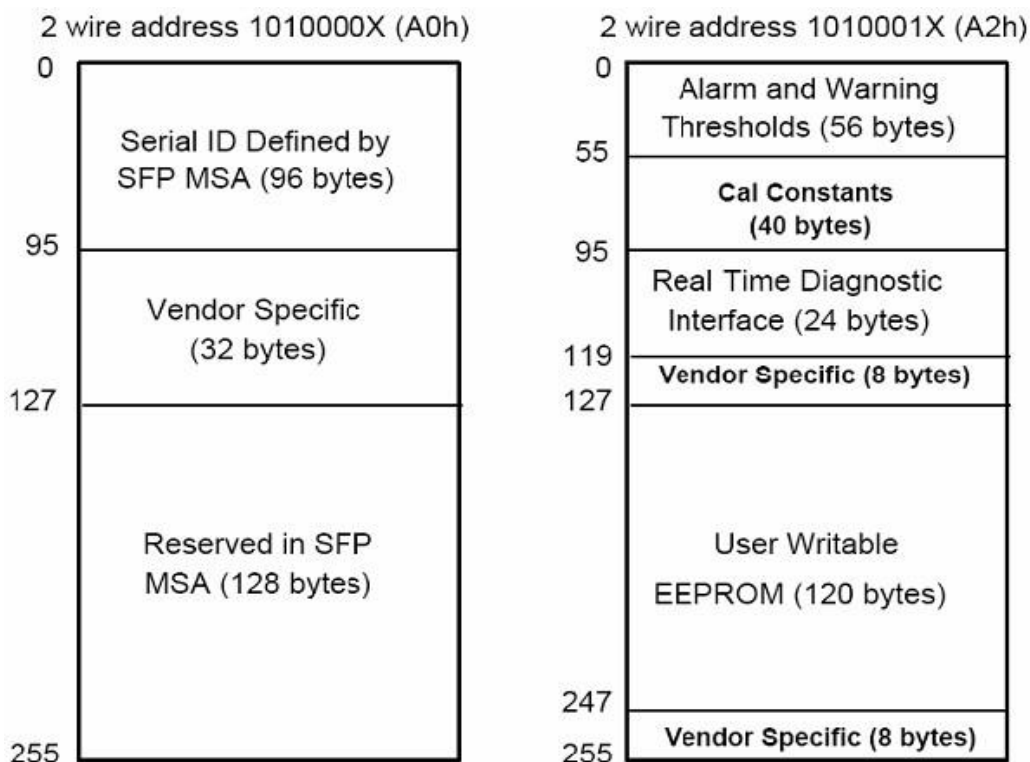 2 wire address 1010000X (A0h)
0
Serial ID Defined by
SFP MSA (96 bytes)
95
Vendor Specific
(32 bytes)
127
Reserved in SFP
MSA (128 bytes)
255
2 wire address 1010001X (A2h)
0
Alarm and Warning
Thresholds (56 bytes)
55
Cal Constants
(40 bytes)
95
Real Time Diagnostic
Interface (24 bytes)
119
Vendor Specific (8 bytes)
127
User Writable
EEPROM (120 bytes)
247
Vendor Specific (8 bytes)
255